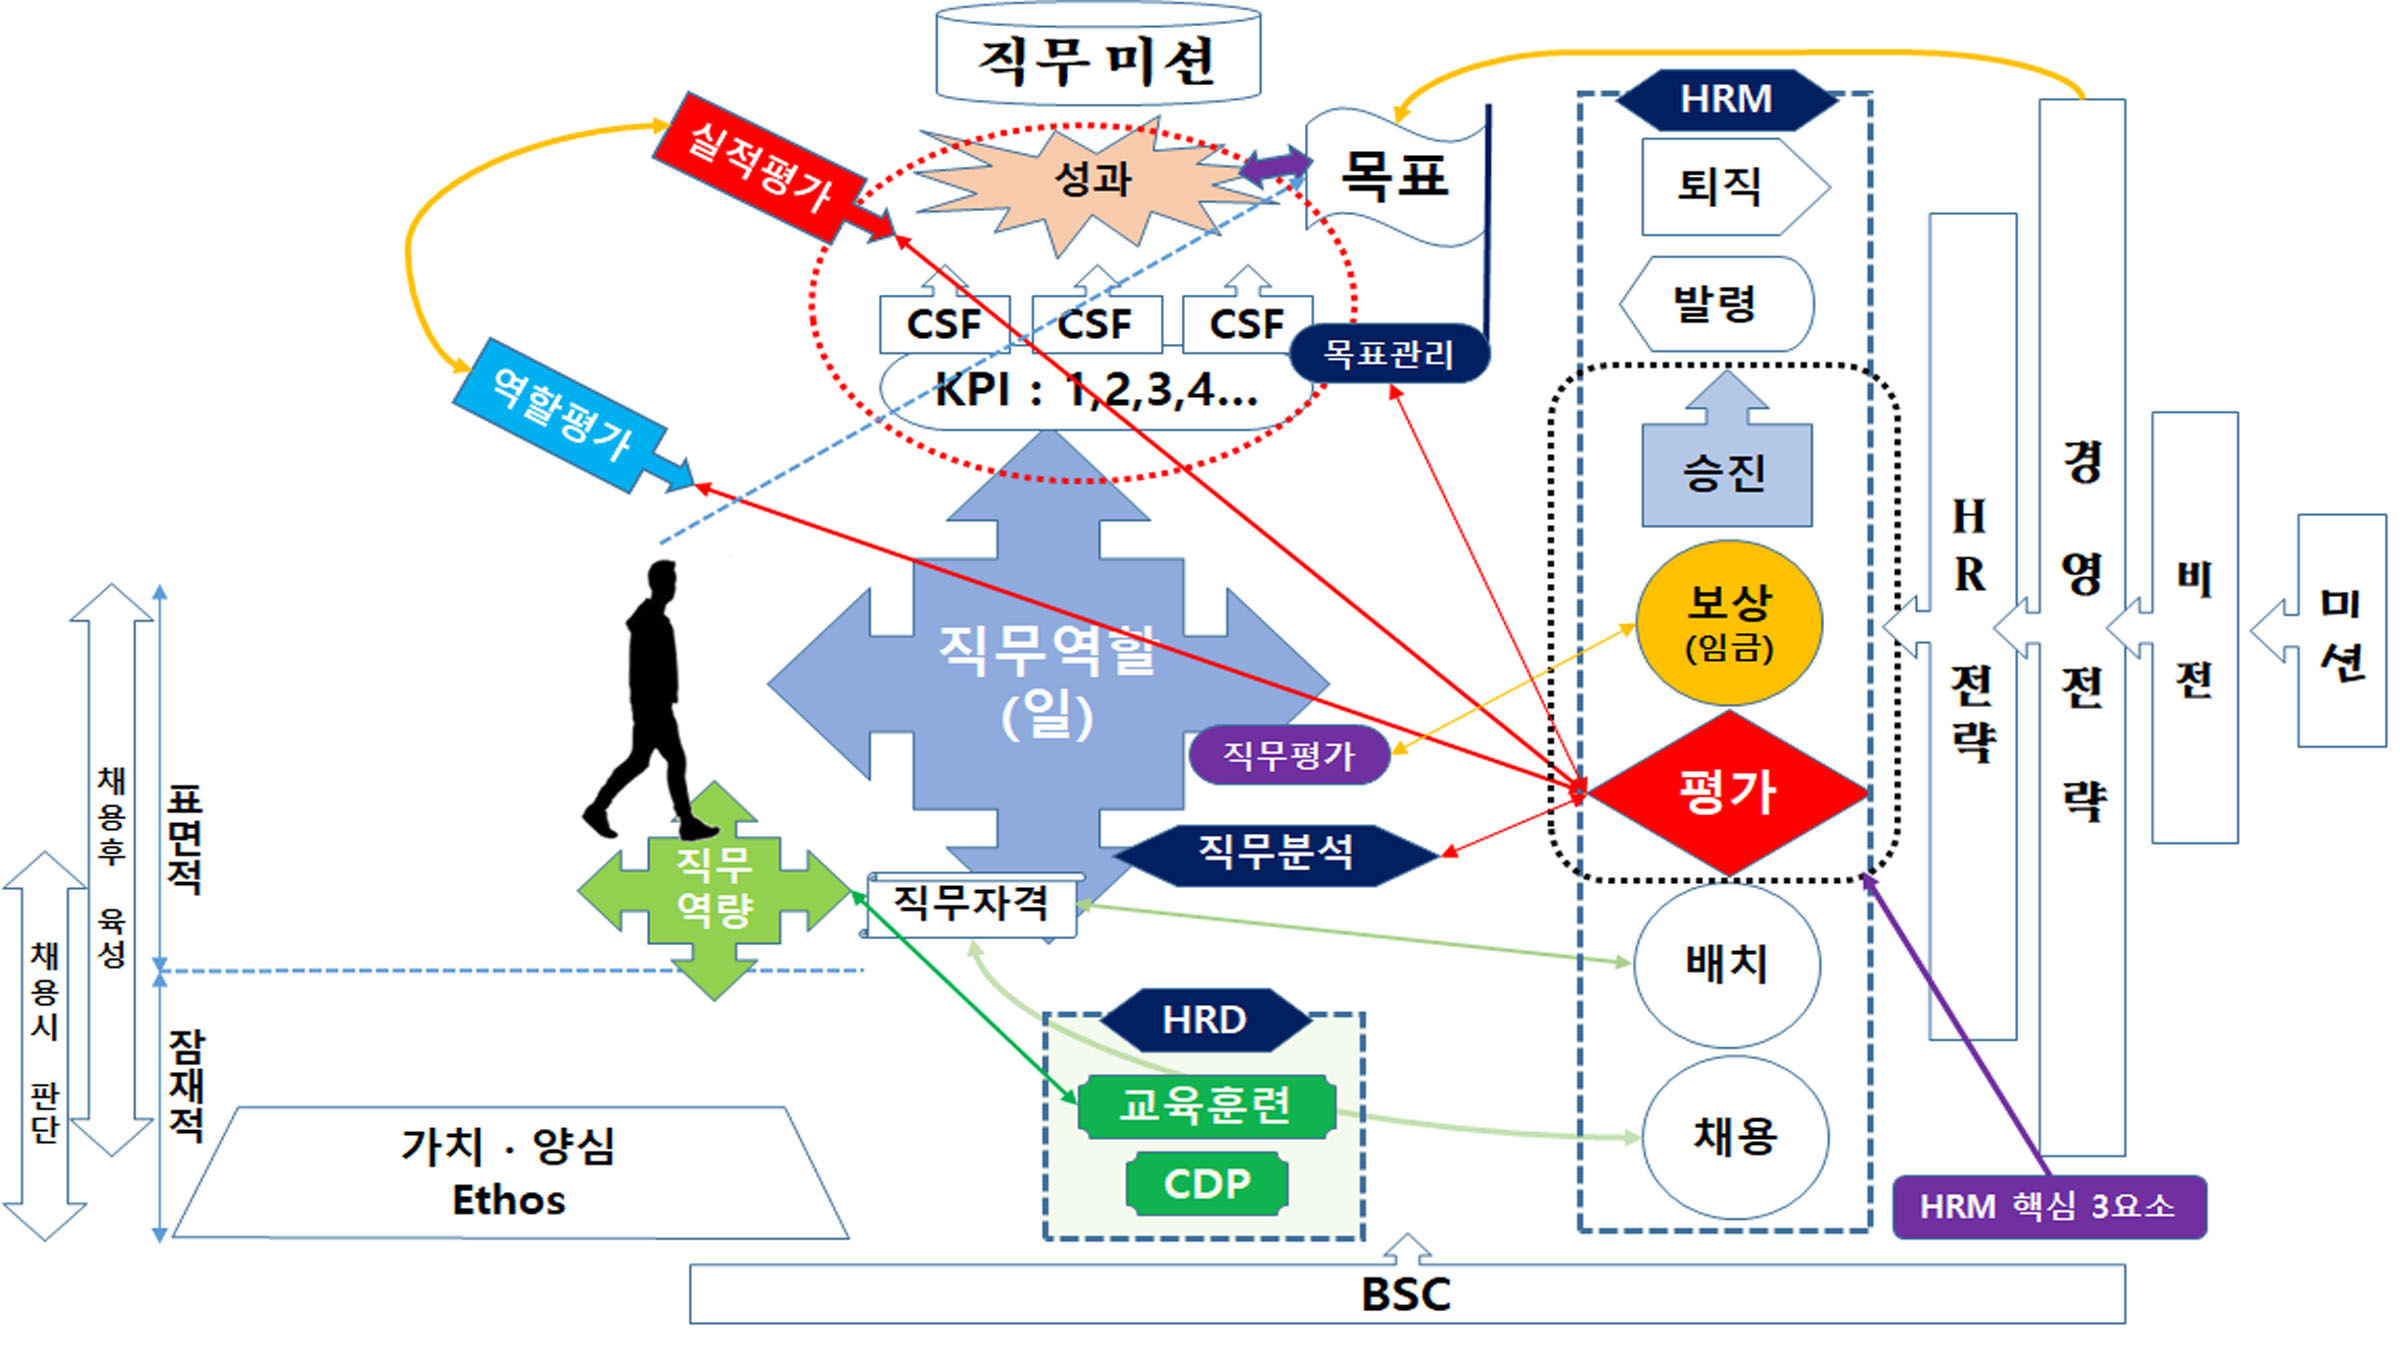 직무 미션
HRM
실적평가
성과
목표
퇴직
발령
CSF
CSF
CSF
목표관리
KPI : 1,2,3,4...
역할평가
승진
보상
(임금)
평가
배치
채용
HR 전략
경영전략
비전
미션
직무역할
(일)
직무평가
직무분석
직무
역량
직무자격
채용후 육성
표면적
채용시 판단
잠재적
HRD
교육훈련
CDP
가치 · 양심
Ethos
HRM 핵심 3요소
BSC